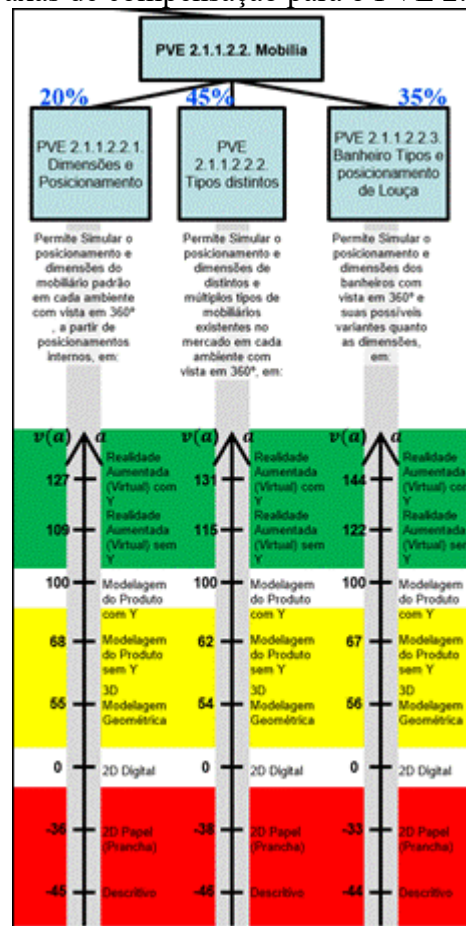 PVE 2.1.1.2.2. Mobília
20%
45%
35%
PVE 2.1.1.2.2.1.
Dimensões e
Posicionamento
PVE
2.1.1.2.2.2.
Tipos distintos
PVE 2.1.1.2.2.3.
Banheiro Tipos e
posicionamento
de Louça
Permite Simular o
posicionamento e
dimensões do
mobiliário padrão
em cada ambiente
com vista em 360º
, a partir de
posicionamentos
internos, em:
Permite Simular o
posicionamento e
dimensões de
distintos e
múltiplos tipos de
mobiliários
existentes no
mercado em cada
ambiente com
vista em 360º, em:
Permite Simular o
posicionamento e
dimensões dos
banheiros com
vista em 360º e
suas possíveis
variantes quanto
as dimensões,
em:
v(a) a
127
Realidade
Aumentada
(Virtual) com
Y
109
Realidade
Aumentada
(Virtual) sem
Y
100
Modelagem
do Produto
com Y
68
Modelagem
do Produto
sem Y
55
3D
Modelagem
Geométrica
0
2D Digital
-36
2D Papel
(Prancha)
-45
Descritivo
v(a) a
131
Realidade
Aumentada
(Virtual) com
Y
115
Realidade
Aumentada
(Virtual) sem
Y
100
Modelagem
do Produto
com Y
62
Modelagem
do Produto
sem Y
54
3D
Modelagem
Geométrica
0
2D Digital
-38
2D Papel
(Prancha)
-46
Descritivo
v(a) a
144
Realidade
Aumentada
(Virtual) com
Y
122
Realidade
Aumentada
(Virtual) sem
Y
100
Modelagem
do Produto
com Y
67
Modelagem
do Produto
sem Y
56
3D
Modelagem
Geométrica
0
2D Digital
-33
2D Papel
(Prancha)
-44
Descritivo